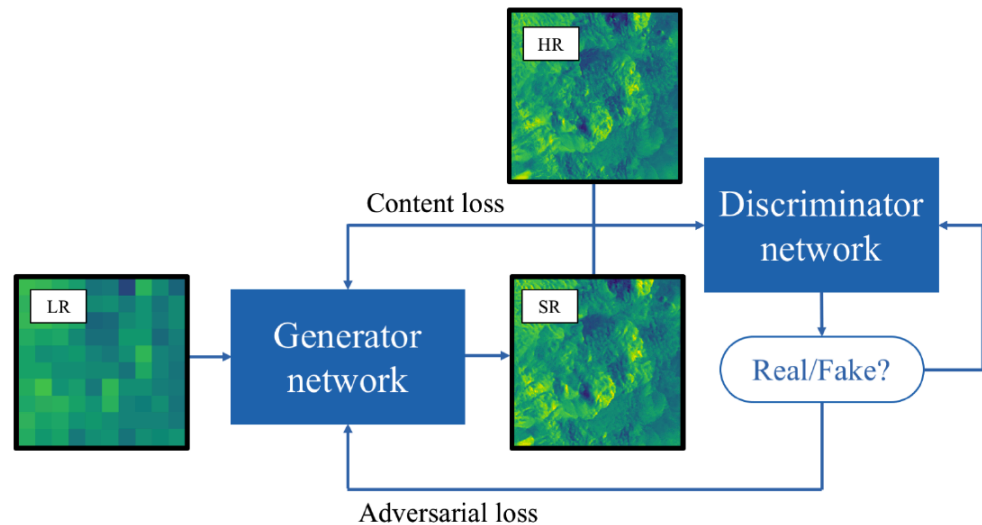 HR
Content loss
Discriminator
network
LR
Generator
network
SR
Real/Fake?
Adversarial loss